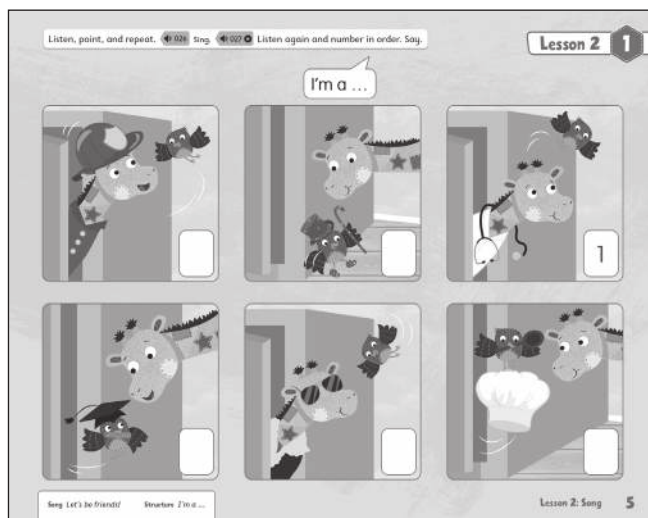 Listen, point, and repeat. 026 Sing. 027 Listen again and number in order. Say.
Lesson 2 1
I'm a ...
1
Song Let's be friends! Structure I'm a ...
Lesson 2: Song 5